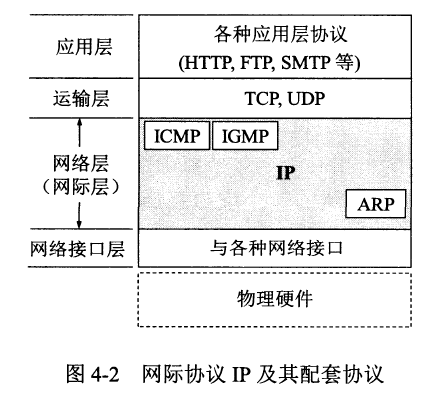 应用层
各种应用层协议
(HTTP, FTP, SMTP 等)
运输层
TCP, UDP
ICMP
IGMP
网络层
（网际层）
IP
ARP
网络接口层
与各种网络接口
物理硬件
图 4-2 网际协议 IP 及其配套协议